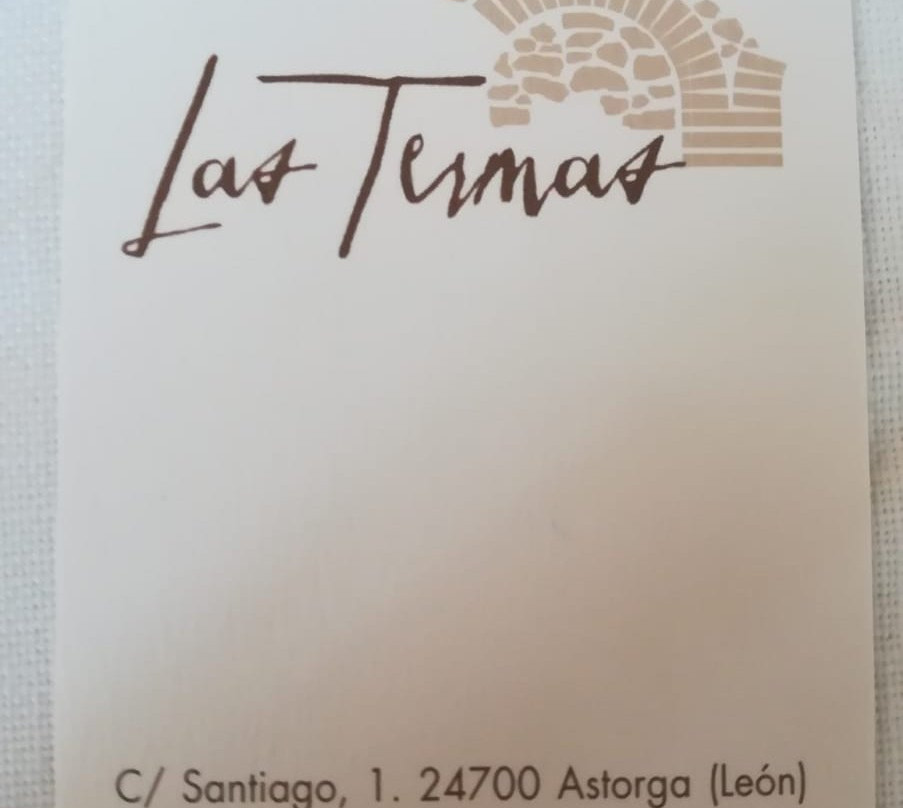 Las Termas
C/ Santiago, 1. 24700 Astorga (León)